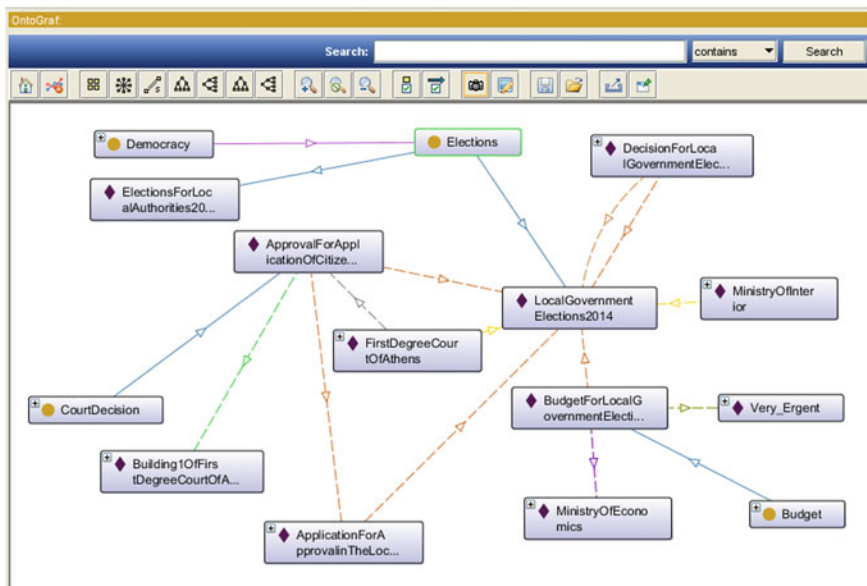 OntoGraf:
Search:
contains
Search
Democracy
Elections
DecisionForLoca
lGovernmentElec...
ElectionsForLoc
alAuthorities20...
ApprovalForAppl
icationOfCitize...
LocalGovernment
Elections2014
MinistryOfInter
ior
FirstDegreeCour
tOfAthens
CourtDecision
BudgetForLocalG
overnmentElecti...
Very_Ergent
Building1OfFirs
tDegreeCourtOfA...
MinistryOfEcono
mics
Budget
ApplicationForA
pprovalinTheLoc...